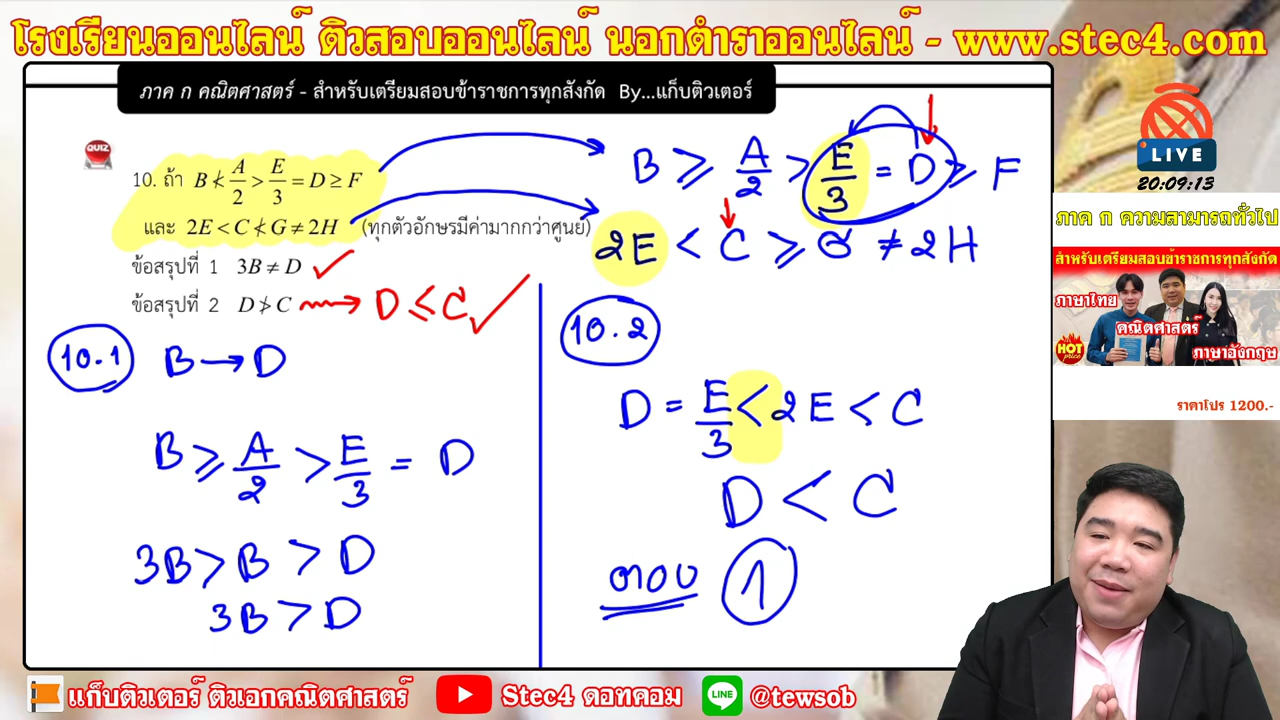 โรงเรียนออนไลน์ ติวสอบออนไลน์ นอกตำราออนไลน์ - www.stec4.com
ภาค ก คณิตศาสตร์ - สำหรับเตรียมสอบข้าราชการทุกสังกัด By...แก็บติวเตอร์
QUIZ
10. ถ้า B ≮ A/2 > E/3 = D ≥ F
และ 2E < C ≮ G ≠ 2H (ทุกตัวอักษรมีค่ามากกว่าศูนย์)
ข้อสรุปที่ 1 3B ≠ D
ข้อสรุปที่ 2 D ≯ C
D ≤ C
B ≥ A/2 > E/3 = D ≥ F
2E < C ≥ G ≠ 2H
10.1 B → D
B ≥ A/2 > E/3 = D
3B > B > D
3B > D
10.2
D = E/3 < 2E < C
D < C
ตอบ 1
LIVE
20:09:13
ภาค ก ความสามารถทั่วไป
สำหรับเตรียมสอบข้าราชการทุกสังกัด
ภาษาไทย
คณิตศาสตร์
ภาษาอังกฤษ
HOT
price
ราคาโปร 1200.-
แก็บติวเตอร์ ติวเอกคณิตศาสตร์
Stec4 ดอทคอม
LINE
@tewsob